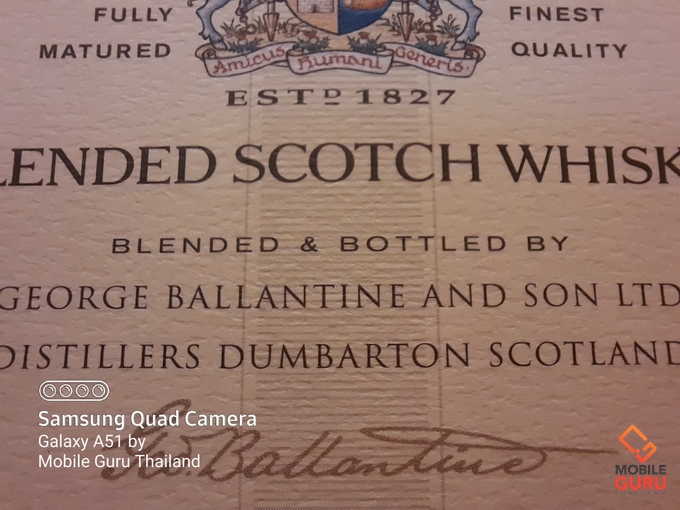 FULLY
MATURED
FINEST
QUALITY
Amicus Humani Generis.
ESTD 1827
LENDED SCOTCH WHISK
BLENDED & BOTTLED BY
GEORGE BALLANTINE AND SON LTD
DISTILLERS DUMBARTON SCOTLAND
Geo. Ballantine
Samsung Quad Camera
Galaxy A51 by
Mobile Guru Thailand
MOBILE
GURU